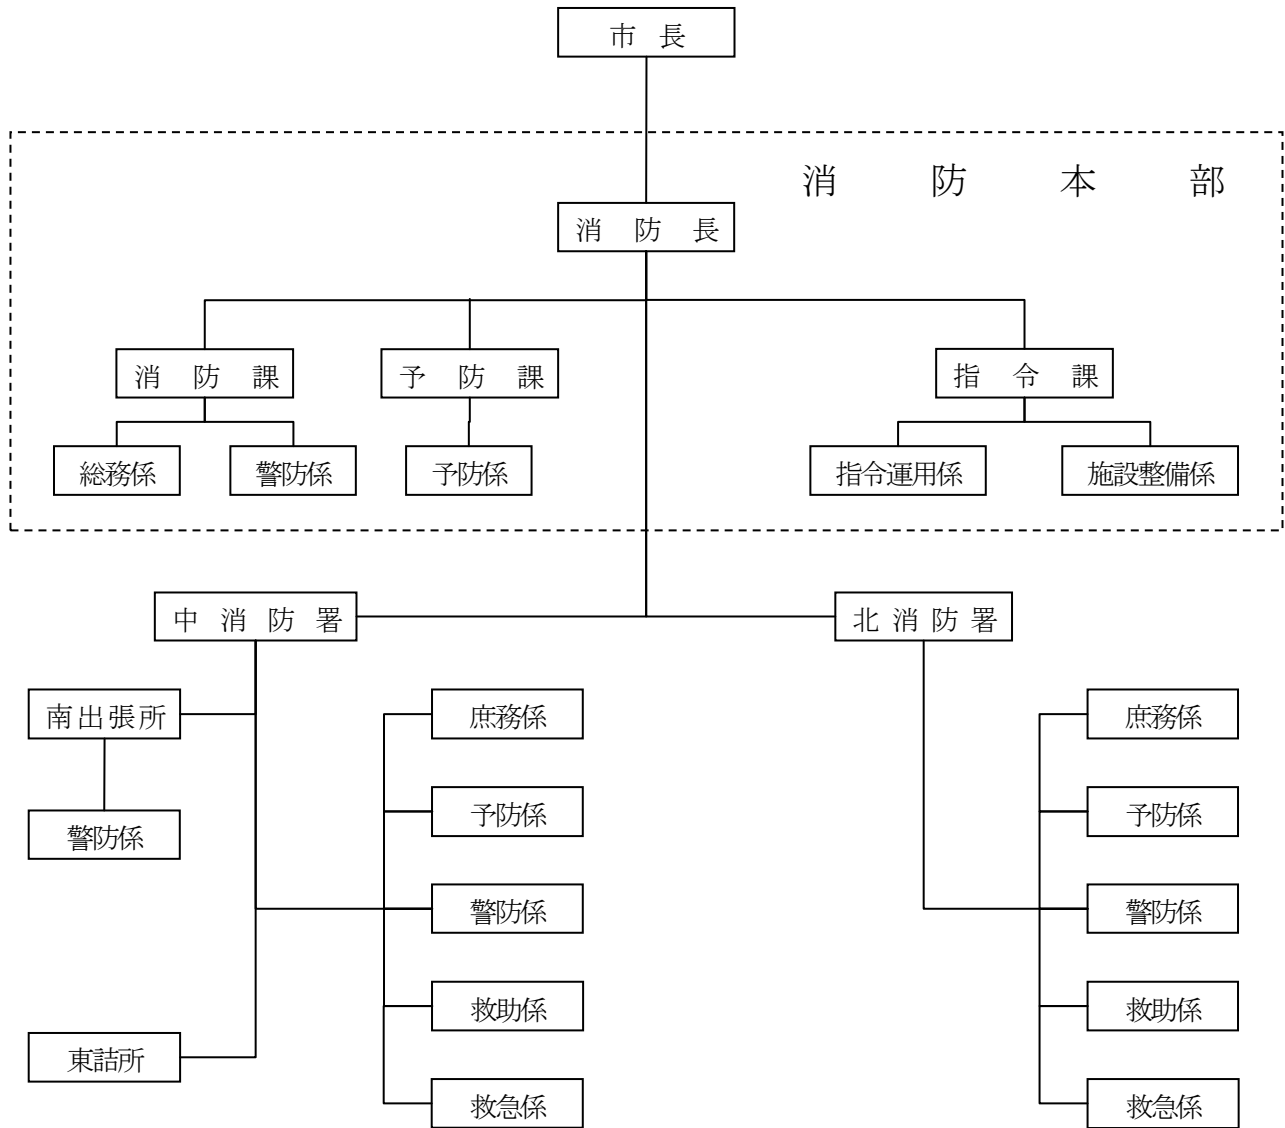 市長
消防本部
消防長
消防課
予防課
指令課
総務係
警防係
予防係
指令運用係
施設整備係
中消防署
北消防署
南出張所
庶務係
庶務係
予防係
予防係
警防係
警防係
警防係
救助係
救助係
東詰所
救急係
救急係